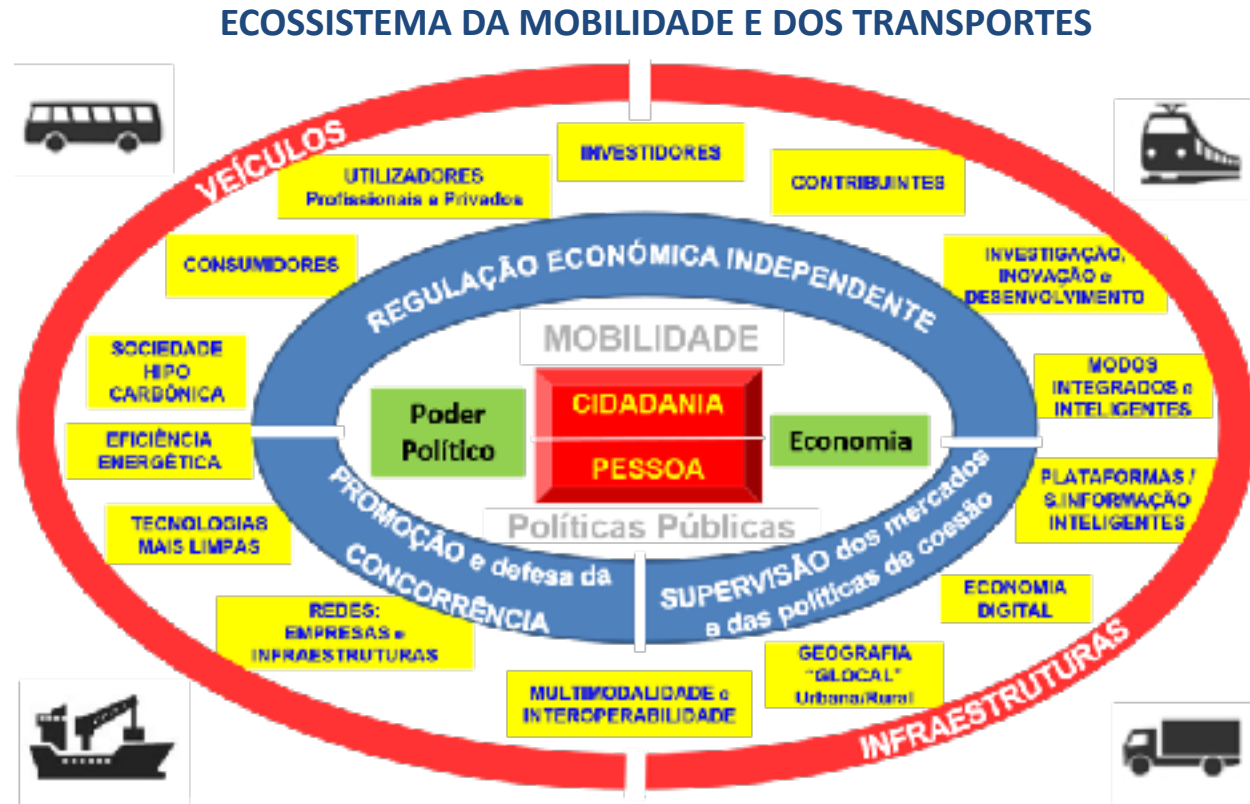 ECOSSISTEMA DA MOBILIDADE E DOS TRANSPORTES
VEÍCULOS
INVESTIDORES
UTILIZADORES
Profissionais e Privados
CONTRIBUINTES
CONSUMIDORES
REGULAÇÃO ECONÓMICA INDEPENDENTE
INVESTIGAÇÃO,
INOVAÇÃO e
DESENVOLVIMENTO
MOBILIDADE
SOCIEDADE
HIPO
CARBÓNICA
MODOS
INTEGRADOS e
INTELIGENTES
Poder
Político
CIDADANIA
PESSOA
Economia
EFICIÊNCIA
ENERGÉTICA
PLATAFORMAS /
S.INFORMAÇÃO
INTELIGENTES
Políticas Públicas
TECNOLOGIAS
MAIS LIMPAS
PROMOÇÃO e defesa da
CONCORRÊNCIA
SUPERVISÃO dos mercados
e das políticas de coesão
ECONOMIA
DIGITAL
REDES:
EMPRESAS e
INFRAESTRUTURAS
GEOGRAFIA
"GLOCAL"
Urbana/Rural
MULTIMODALIDADE e
INTEROPERABILIDADE
INFRAESTRUTURAS